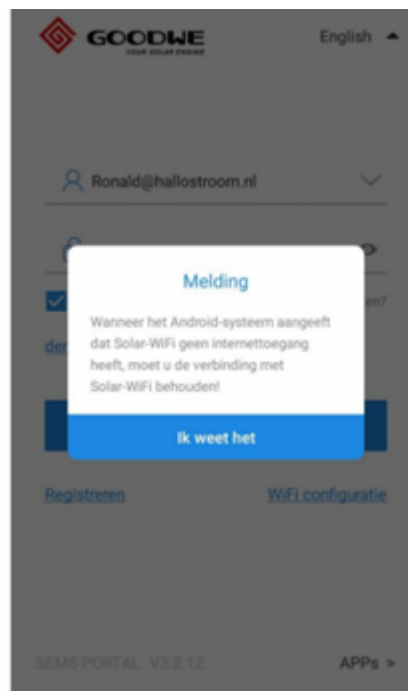 GOODWE
YOUR SOLAR ENGINE
English
Ronald@hallostroom.nl
Melding
Wanneer het Android-systeem aangeeft
dat Solar-WiFi geen internettoegang
heeft, moet u de verbinding met
Solar-WiFi behouden!
en?
der
Ik weet het
Registreren
WiFi configuratie
SEMS PORTAL V3.2.12
APPs >